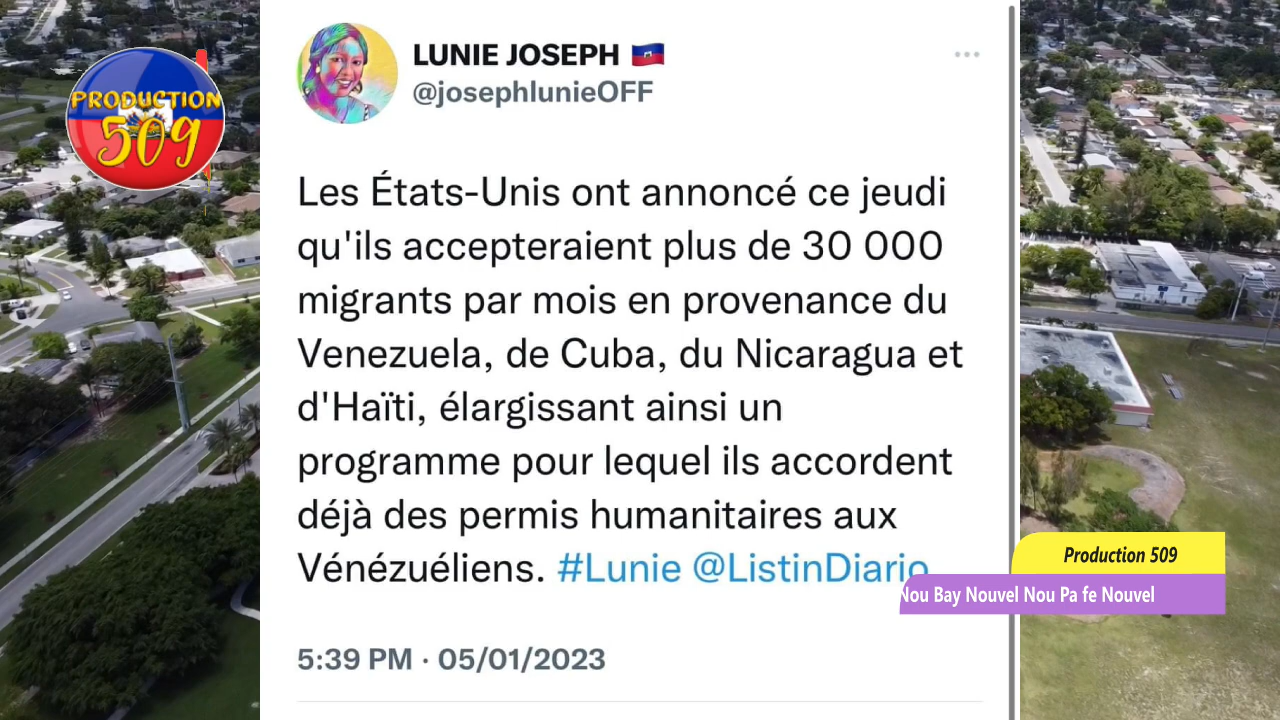 PRODUCTION
509
LUNIE JOSEPH
@josephlunieOFF
Les États-Unis ont annoncé ce jeudi
qu'ils accepteraient plus de 30 000
migrants par mois en provenance du
Venezuela, de Cuba, du Nicaragua et
d'Haïti, élargissant ainsi un
programme pour lequel ils accordent
déjà des permis humanitaires aux
Vénézuéliens. #Lunie @ListinDiario
Production 509
Nou Bay Nouvel Nou Pa fe Nouvel
5:39 PM · 05/01/2023